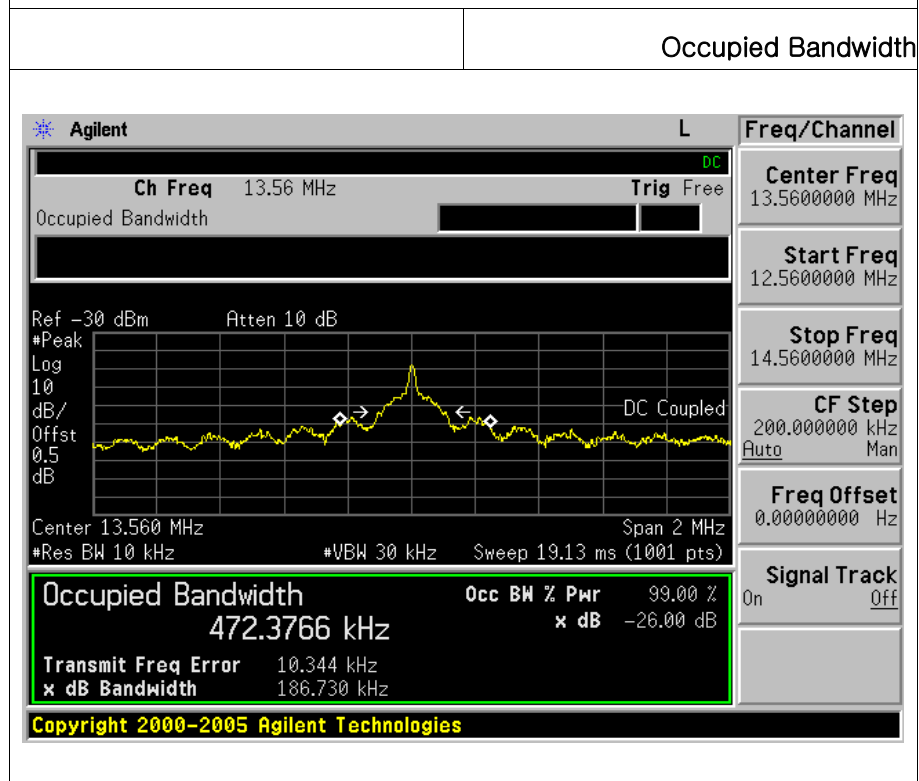 Occupied Bandwidth
Agilent L Freq/Channel
DC
Ch Freq 13.56 MHz Trig Free
Occupied Bandwidth
Center Freq
13.5600000 MHz
Start Freq
12.5600000 MHz
Stop Freq
14.5600000 MHz
CF Step
200.000000 kHz
Auto Man
Freq Offset
0.00000000 Hz
Signal Track
On Off
Ref -30 dBm Atten 10 dB
#Peak
Log
10
dB/
Offst
0.5
dB
DC Coupled
Center 13.560 MHz Span 2 MHz
#Res BW 10 kHz #VBW 30 kHz Sweep 19.13 ms (1001 pts)
Occupied Bandwidth Occ BW % Pwr 99.00 %
472.3766 kHz x dB -26.00 dB
Transmit Freq Error 10.344 kHz
x dB Bandwidth 186.730 kHz
Copyright 2000-2005 Agilent Technologies